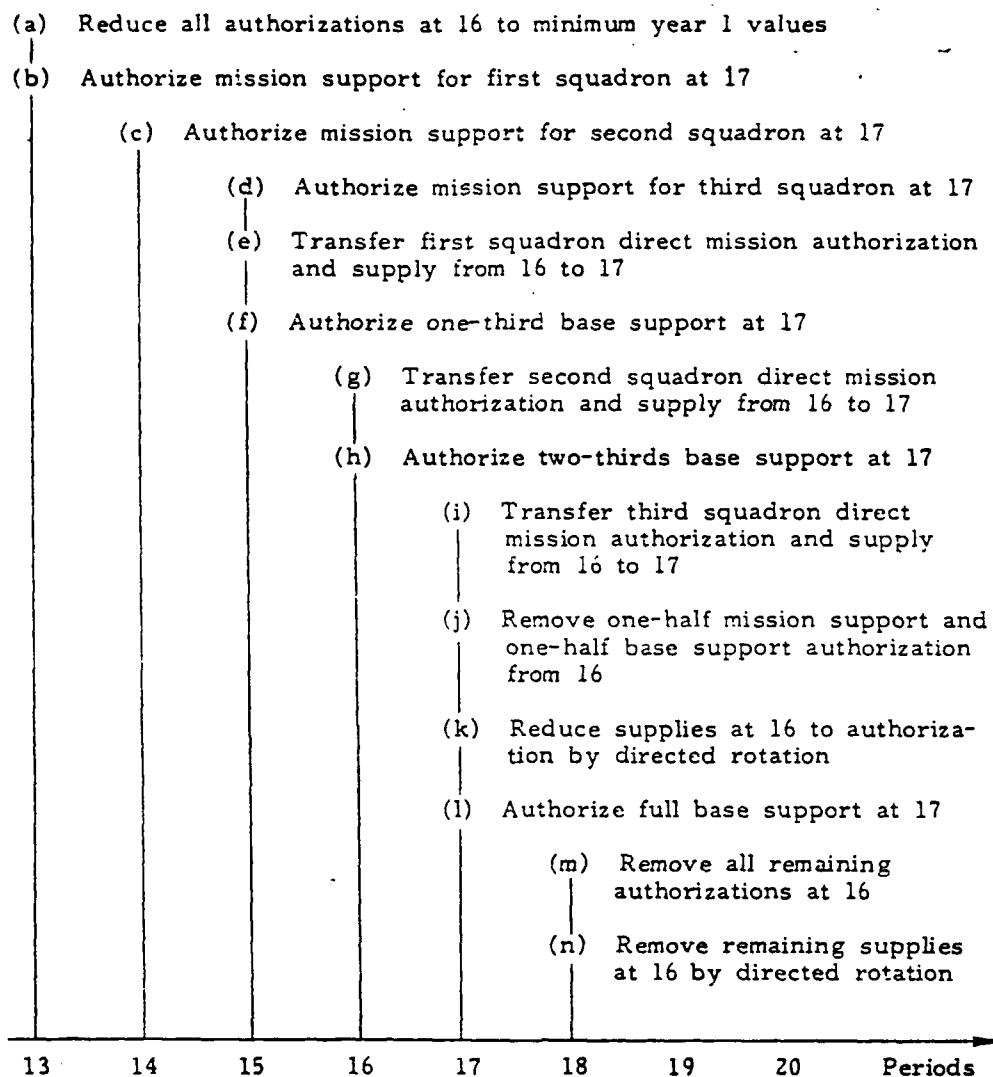 (a) Reduce all authorizations at 16 to minimum year 1 values
(b) Authorize mission support for first squadron at 17
(c) Authorize mission support for second squadron at 17
(d) Authorize mission support for third squadron at 17
(e) Transfer first squadron direct mission authorization
and supply from 16 to 17
(f) Authorize one-third base support at 17
(g) Transfer second squadron direct mission
authorization and supply from 16 to 17
(h) Authorize two-thirds base support at 17
(i) Transfer third squadron direct
mission authorization and supply
from 16 to 17
(j) Remove one-half mission support and
one-half base support authorization
from 16
(k) Reduce supplies at 16 to authoriza-
tion by directed rotation
(l) Authorize full base support at 17
(m) Remove all remaining
authorizations at 16
(n) Remove remaining supplies
at 16 by directed rotation
13 14 15 16 17 18 19 20 Periods